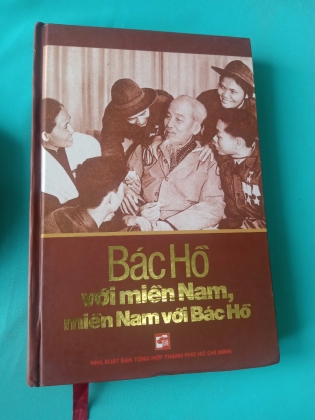 Bác Hồ
với miền Nam,
miền Nam với Bác Hồ
NHÀ XUẤT BẢN TỔNG HỢP THÀNH PHỐ HỒ CHÍ MINH